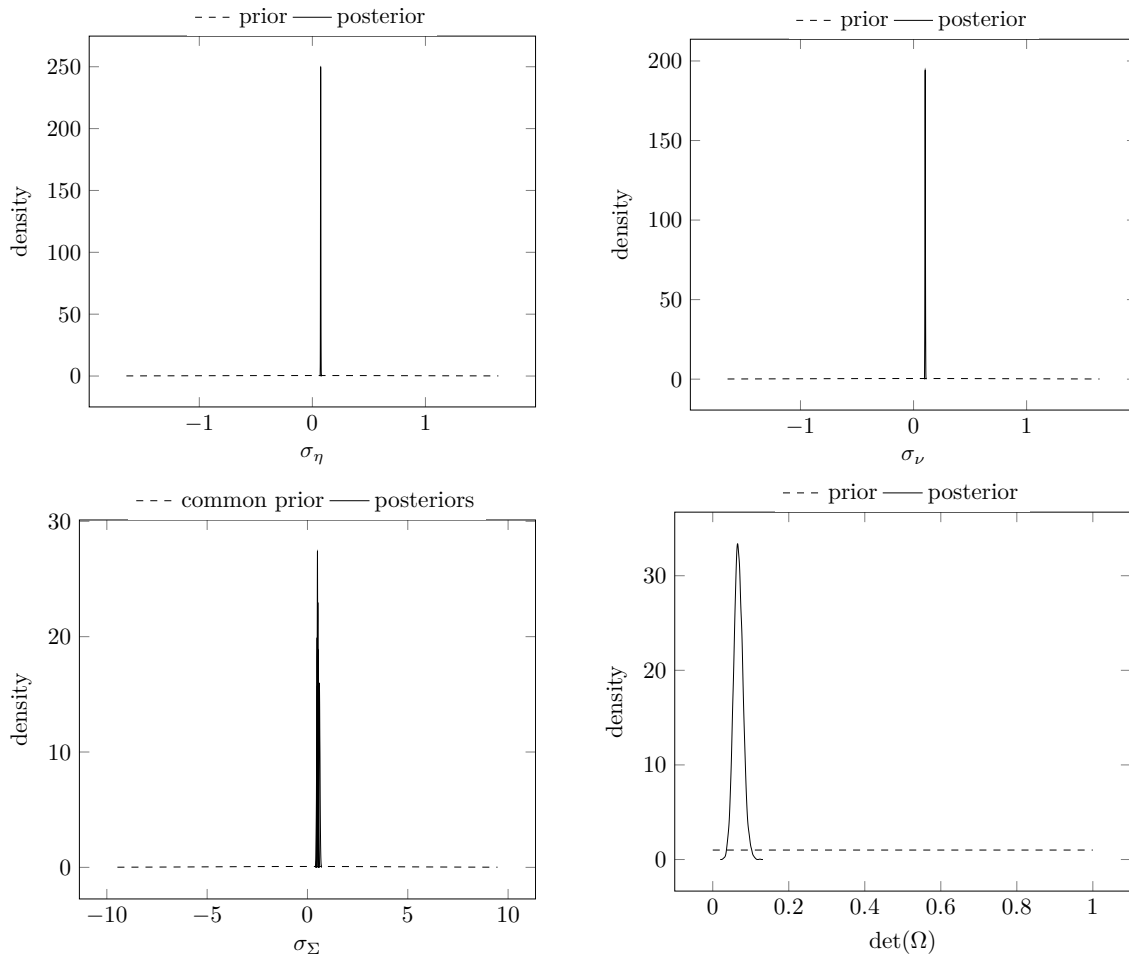 prior posterior
250
200
150
100
50
0
density
−1 0 1
σ_η
prior posterior
200
150
100
50
0
density
−1 0 1
σ_ν
common prior posteriors
30
20
10
0
density
−10 −5 0 5 10
σ_Σ
prior posterior
30
20
10
0
density
0 0.2 0.4 0.6 0.8 1
det(Ω)